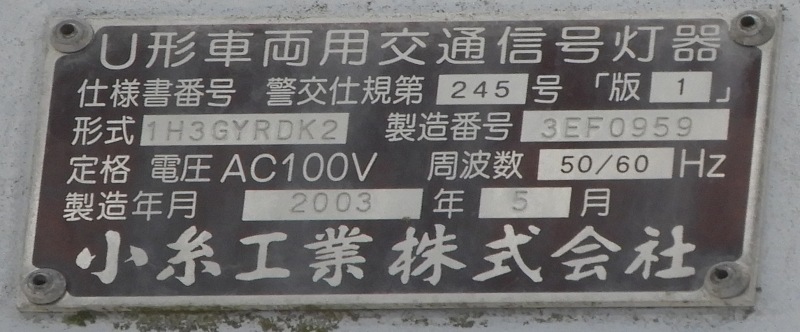 U形車両用交通信号灯器
仕様書番号 警交仕規第 245 号 「版 1 」
形式 1H3GYRDK2 製造番号 3EF0959
定格 電圧 AC100V 周波数 50/60 Hz
製造年月 2003 年 5 月
小糸工業株式会社